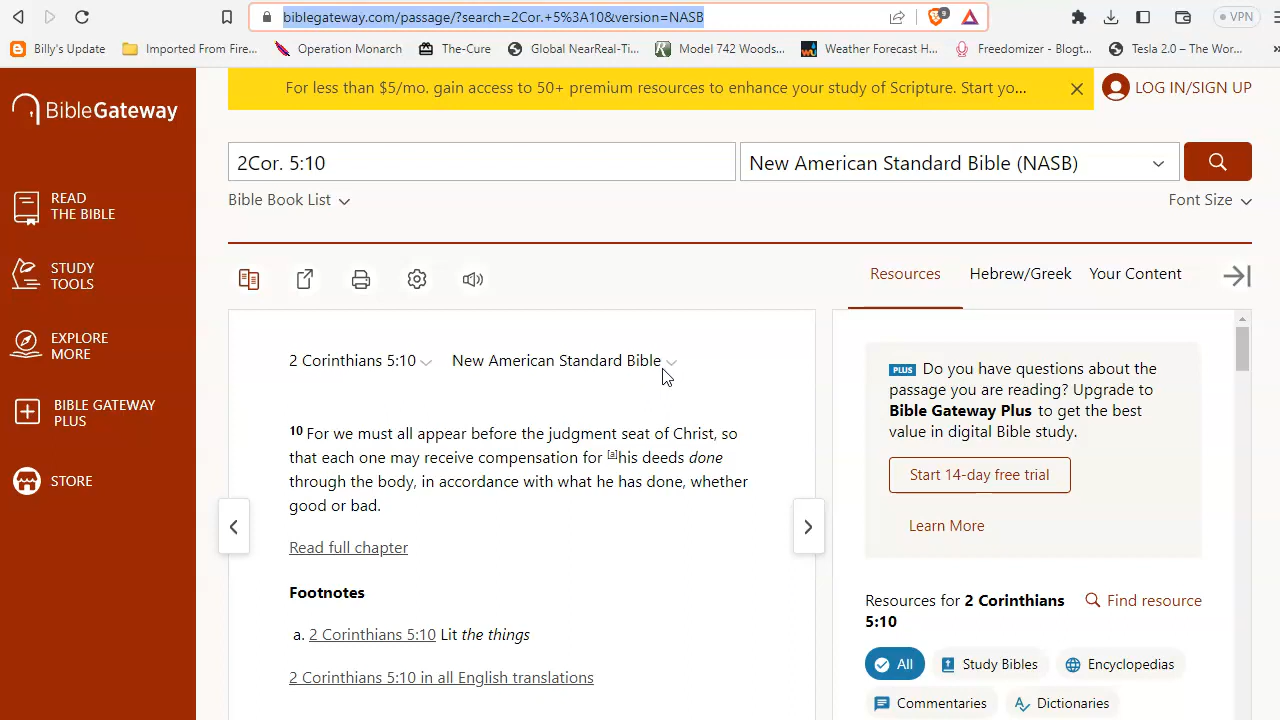 biblegateway.com/passage/?search=2Cor.+5%3A10&version=NASB
9
VPN
Billy's Update
Imported From Fire...
Operation Monarch
The-Cure
Global NearReal-Ti...
Model 742 Woods...
Weather Forecast H...
Freedomizer - Blogt...
Tesla 2.0 – The Wor...
For less than $5/mo. gain access to 50+ premium resources to enhance your study of Scripture. Start yo...
LOG IN/SIGN UP
BibleGateway
2Cor. 5:10
New American Standard Bible (NASB)
Bible Book List
Font Size
READ
THE BIBLE
STUDY
TOOLS
EXPLORE
MORE
BIBLE GATEWAY
PLUS
STORE
Resources
Hebrew/Greek
Your Content
2 Corinthians 5:10
New American Standard Bible
10 For we must all appear before the judgment seat of Christ, so
that each one may receive compensation for [a]his deeds done
through the body, in accordance with what he has done, whether
good or bad.
Read full chapter
Footnotes
a. 2 Corinthians 5:10 Lit the things
2 Corinthians 5:10 in all English translations
PLUS Do you have questions about the
passage you are reading? Upgrade to
Bible Gateway Plus to get the best
value in digital Bible study.
Start 14-day free trial
Learn More
Resources for 2 Corinthians
5:10
Find resource
All
Study Bibles
Encyclopedias
Commentaries
Dictionaries